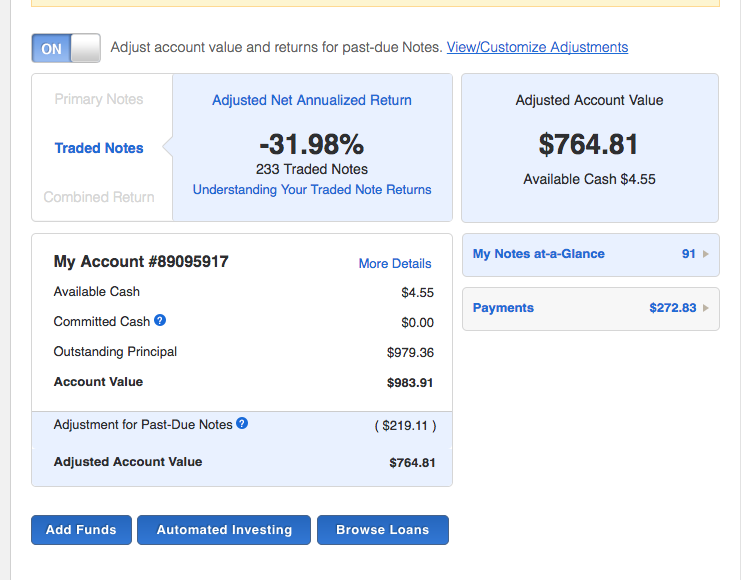 ON
Adjust account value and returns for past-due Notes. View/Customize Adjustments
Primary Notes
Traded Notes
Combined Return
Adjusted Net Annualized Return
-31.98%
233 Traded Notes
Understanding Your Traded Note Returns
Adjusted Account Value
$764.81
Available Cash $4.55
My Account #89095917 More Details
Available Cash $4.55
Committed Cash ? $0.00
Outstanding Principal $979.36
Account Value $983.91
Adjustment for Past-Due Notes ? ( $219.11 )
Adjusted Account Value $764.81
My Notes at-a-Glance 91
Payments $272.83
Add Funds Automated Investing Browse Loans